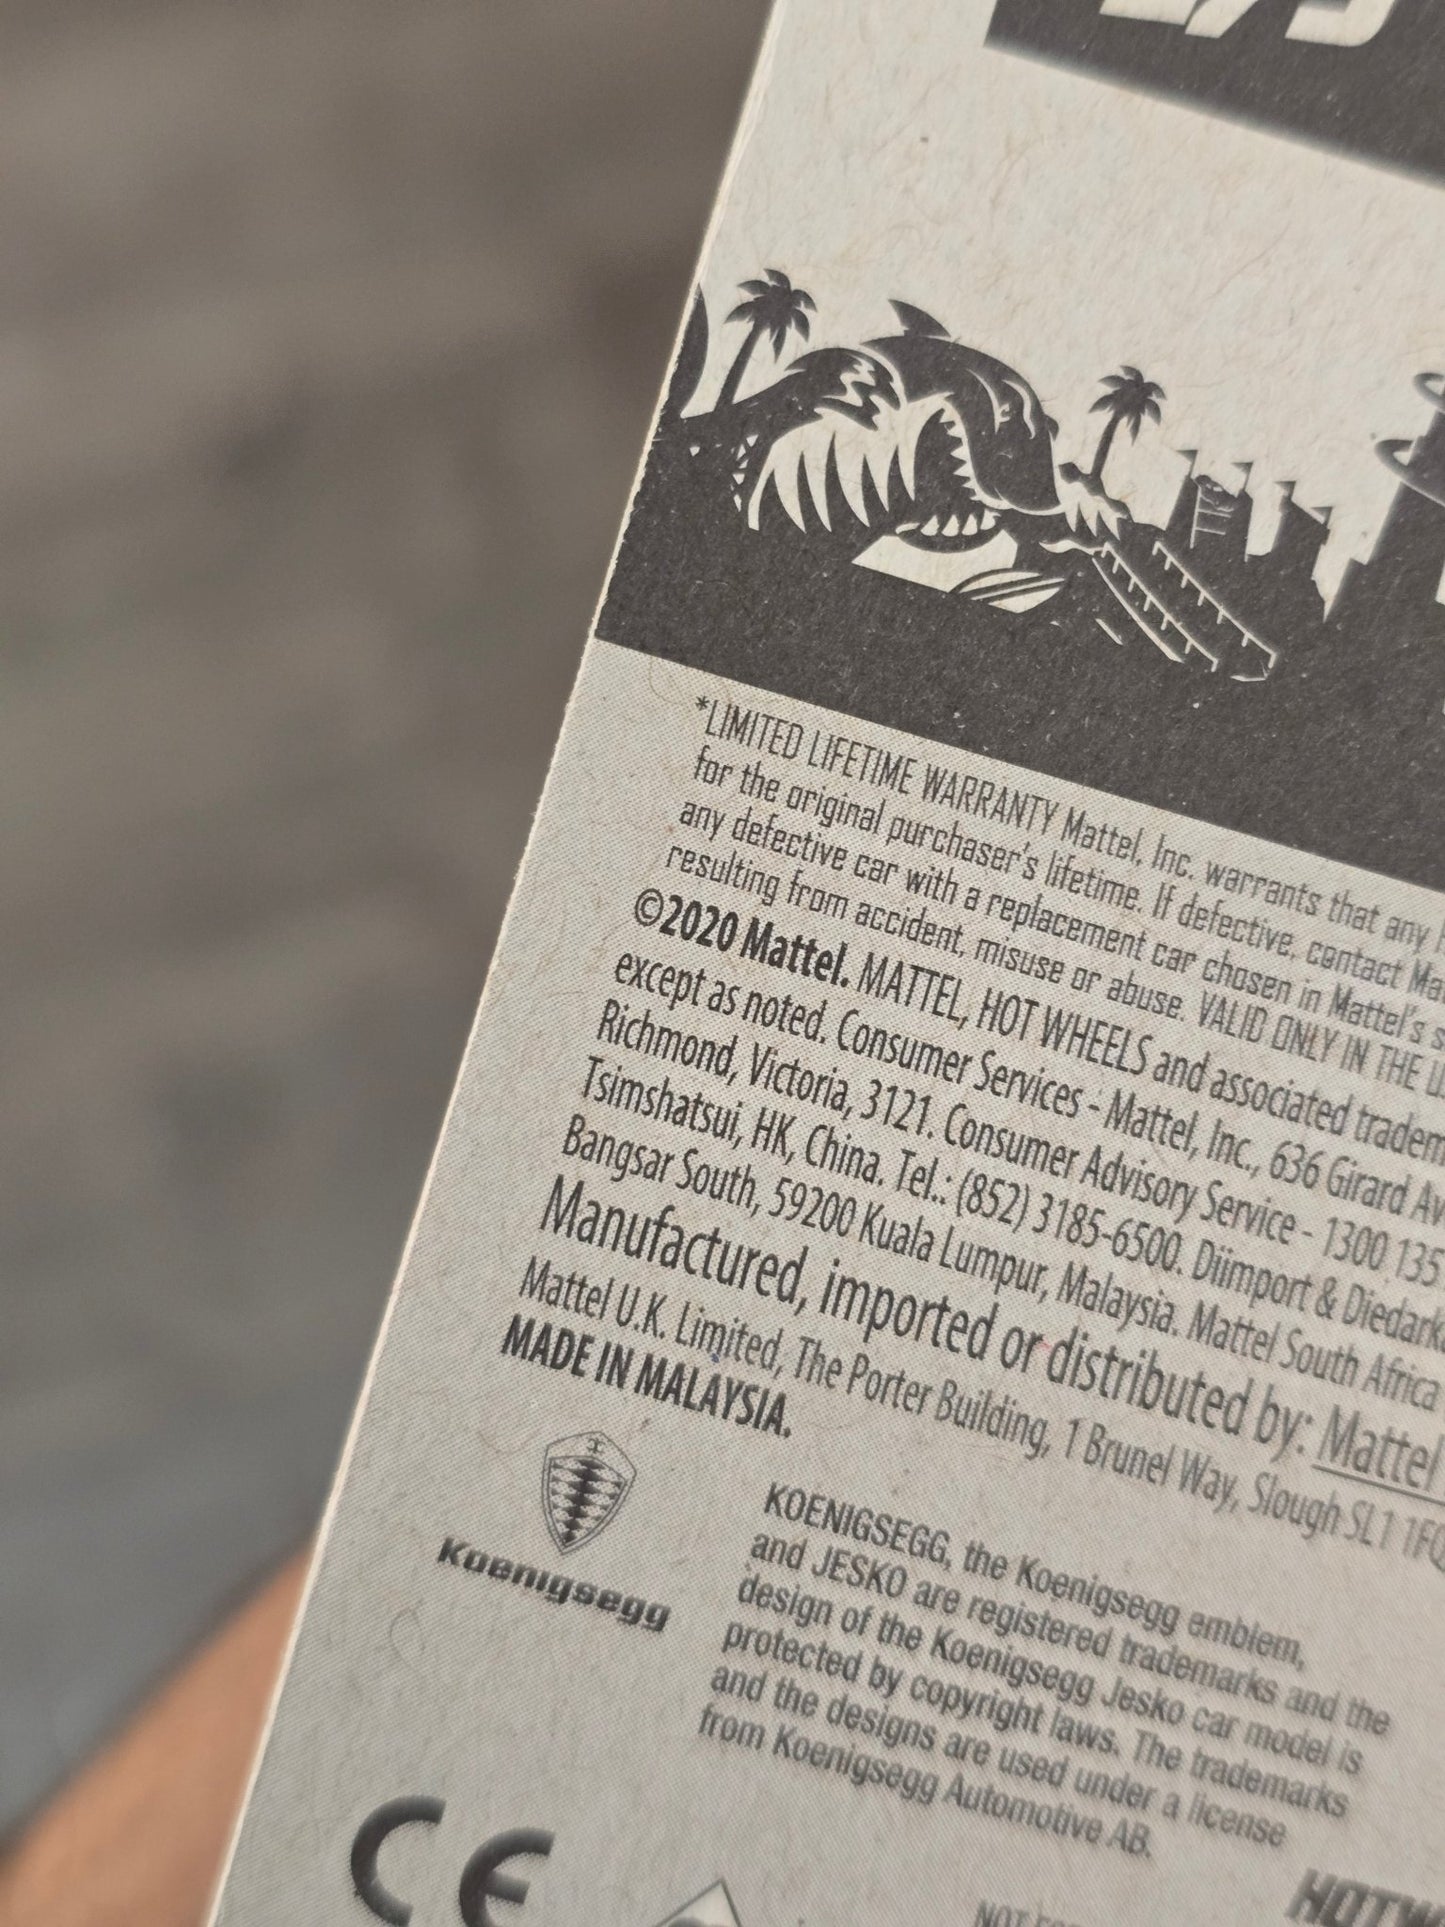 *LIMITED LIFETIME WARRANTY Mattel, Inc. warrants that any
for the original purchaser's lifetime. If defective, contact
any defective car with a replacement car chosen in Mattel's
resulting from accident, misuse or abuse. VALID ONLY IN THE
©2020 Mattel. MATTEL, HOT WHEELS and associated
except as noted. Consumer Services - Mattel, Inc., 636 Girard
Richmond, Victoria, 3121. Consumer Advisory Service - 1300 135
Tsimshatsui, HK, China. Tel.: (852) 3185-6500. Diimport &
Bangsar South, 59200 Kuala Lumpur, Malaysia. Mattel South Africa
Manufactured, imported or distributed by: Mattel
Mattel U.K. Limited, The Porter Building, 1 Brunel Way, Slough SL1 1FQ
MADE IN MALAYSIA.
Koenigsegg
KOENIGSEGG, the Koenigsegg emblem,
and JESKO are registered trademarks and the
design of the Koenigsegg Jesko car model is
protected by copyright laws. The trademarks
and the designs are used under a license
from Koenigsegg Automotive AB.
CE